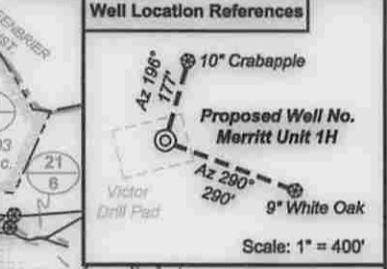 Well Location References
10" Crabapple
Az 196°
177'
Proposed Well No.
Merritt Unit 1H
Az 290°
290'
9" White Oak
Victor
Drill Pad
Scale: 1" = 400'
ST.
21
6